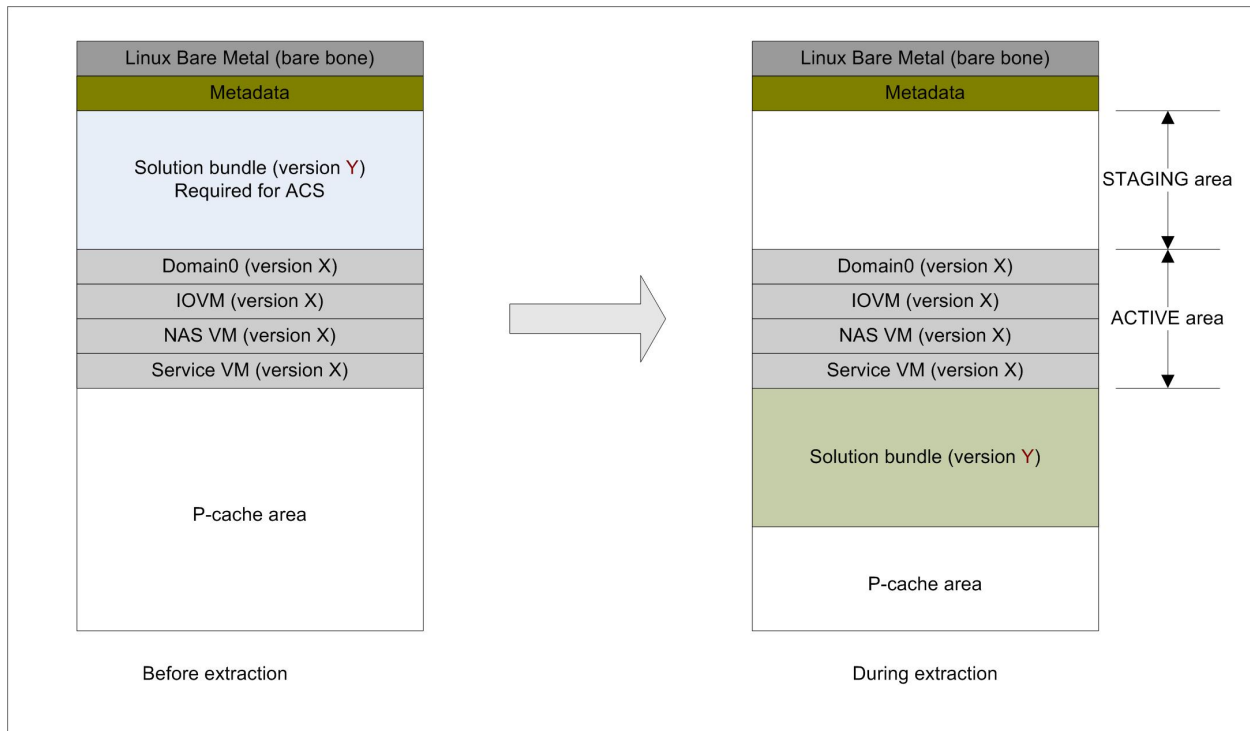 Linux Bare Metal (bare bone)
Metadata
Solution bundle (version Y)
Required for ACS
Domain0 (version X)
IOVM (version X)
NAS VM (version X)
Service VM (version X)
P-cache area
Before extraction
Linux Bare Metal (bare bone)
Metadata
STAGING area
Domain0 (version X)
IOVM (version X)
NAS VM (version X)
Service VM (version X)
ACTIVE area
Solution bundle (version Y)
P-cache area
During extraction